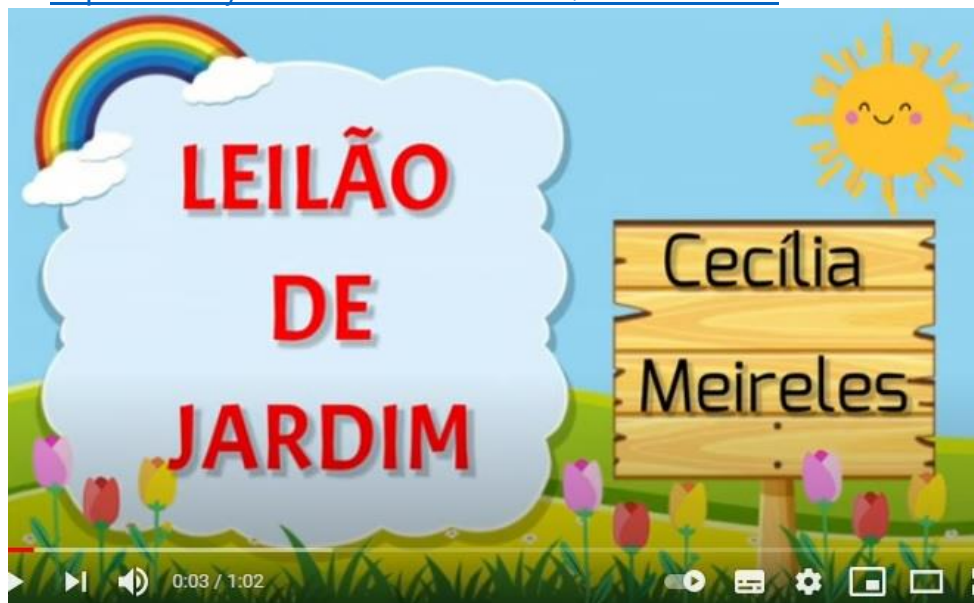 LEILÃO
DE
JARDIM
Cecília
Meireles
0:03 / 1:02